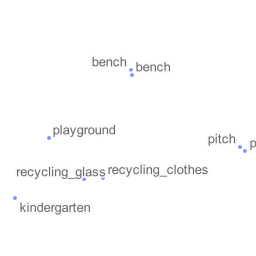 bench
bench
playground
pitch
p
recycling_glass
recycling_clothes
kindergarten